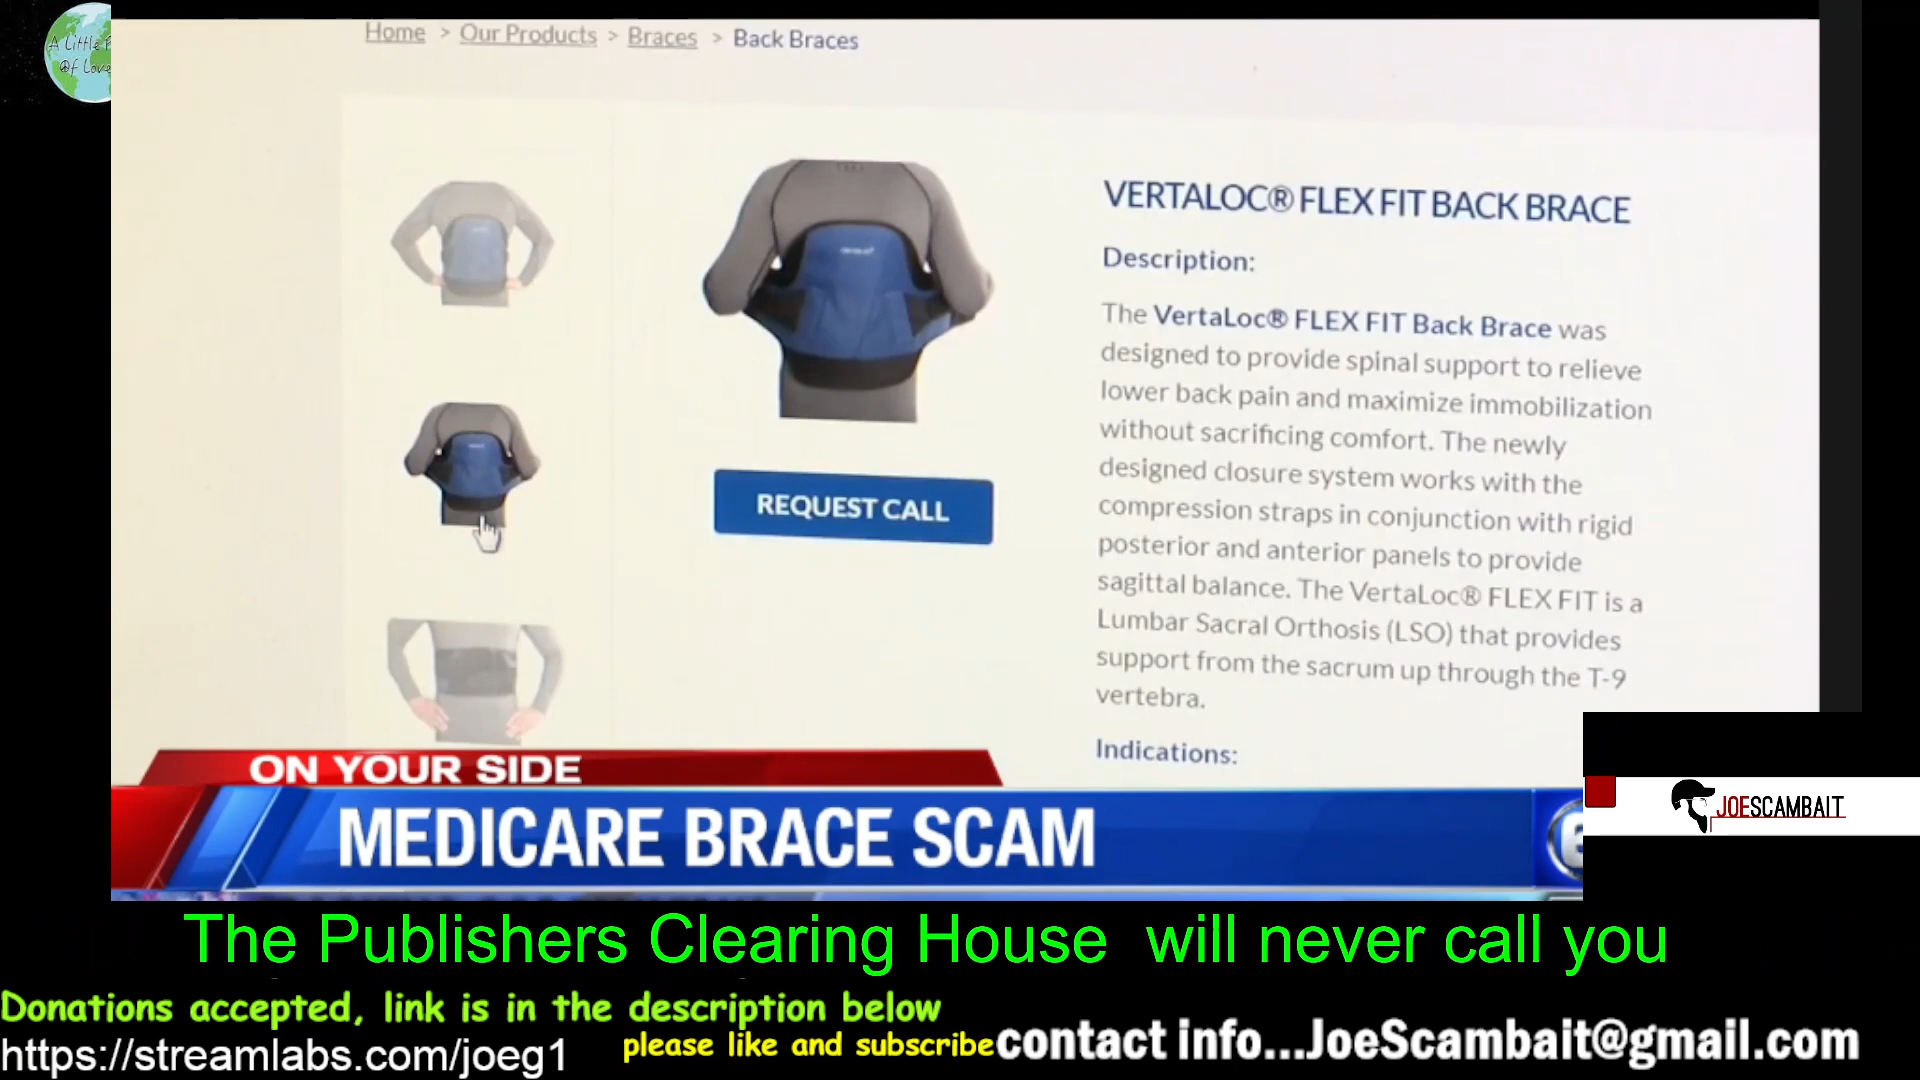 A Little P
Of Love
Home > Our Products > Braces > Back Braces
VERTALOC® FLEX FIT BACK BRACE
Description:
The VertaLoc® FLEX FIT Back Brace was
designed to provide spinal support to relieve
lower back pain and maximize immobilization
without sacrificing comfort. The newly
designed closure system works with the
compression straps in conjunction with rigid
posterior and anterior panels to provide
sagittal balance. The VertaLoc® FLEX FIT is a
Lumbar Sacral Orthosis (LSO) that provides
support from the sacrum up through the T-9
vertebra.
Indications:
REQUEST CALL
ON YOUR SIDE
MEDICARE BRACE SCAM
JOESCAMBAIT
The Publishers Clearing House will never call you
Donations accepted, link is in the description below
https://streamlabs.com/joeg1
please like and subscribe
contact info...JoeScambait@gmail.com